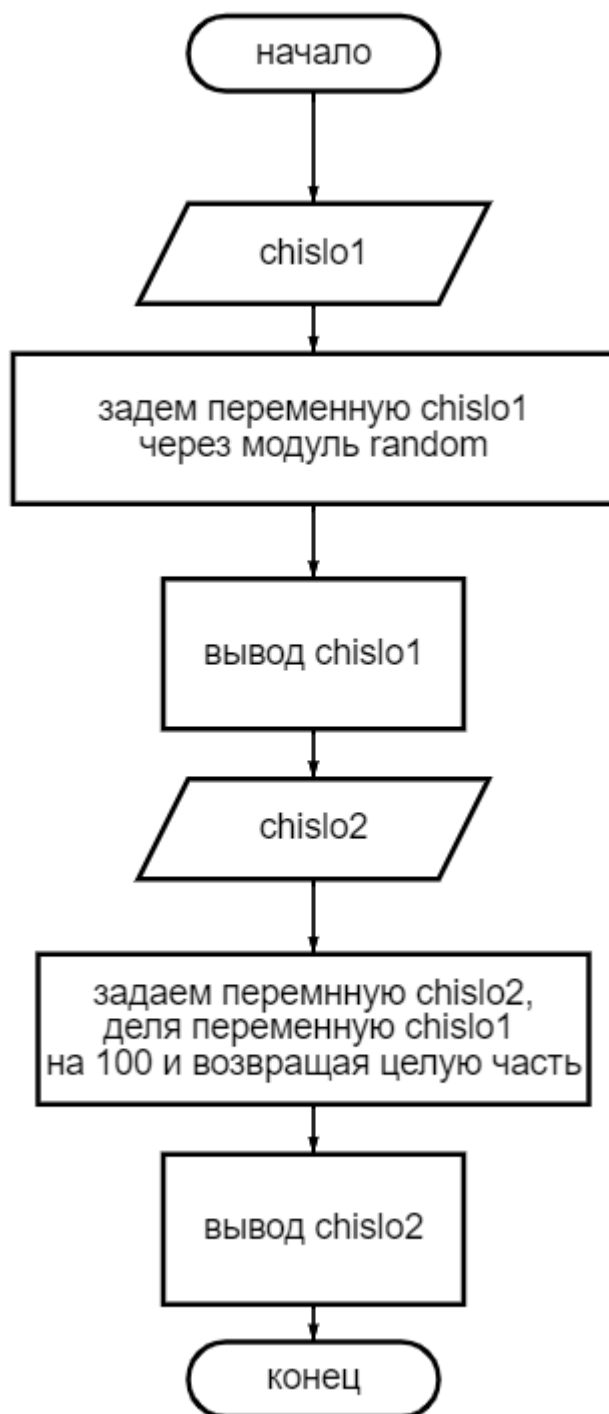 начало
chislo1
задем переменную chislo1
через модуль random
вывод chislo1
chislo2
задаем перемнную chislo2,
деля переменную chislo1
на 100 и возвращая целую часть
вывод chislo2
конец